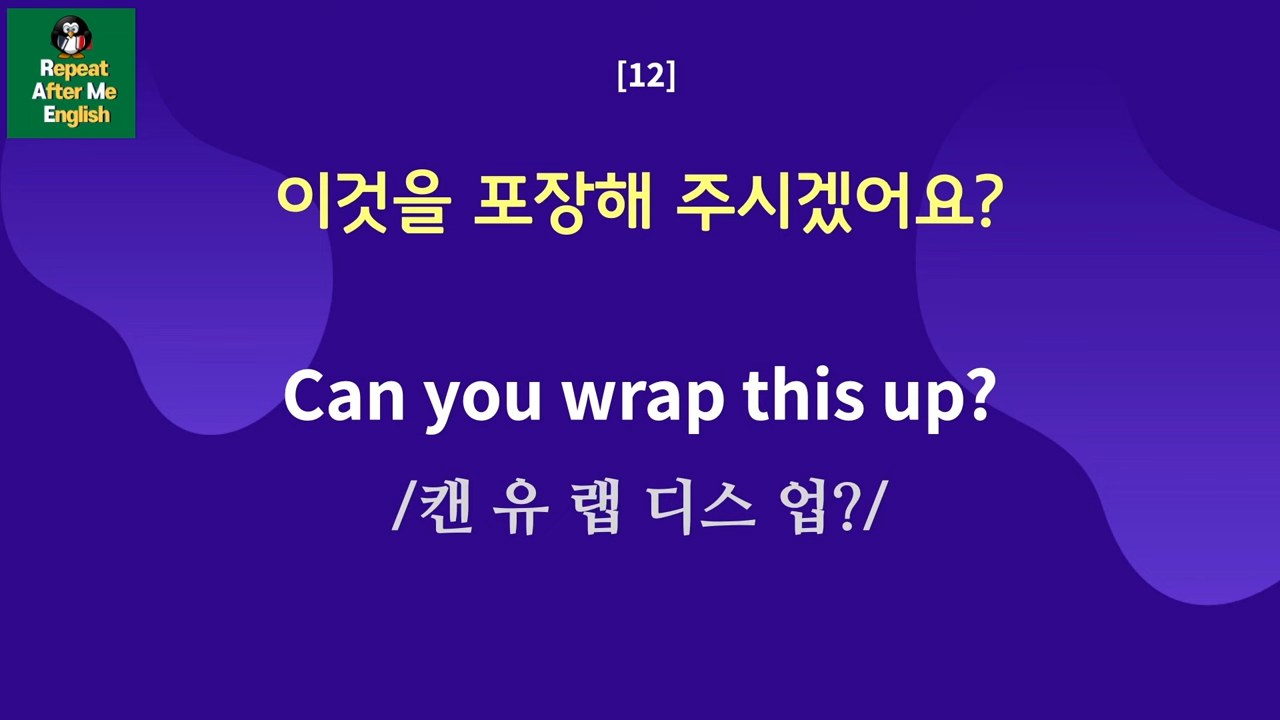 Repeat
After Me
English
[12]
이것을 포장해 주시겠어요?
Can you wrap this up?
/캔 유 랩 디스 업?/